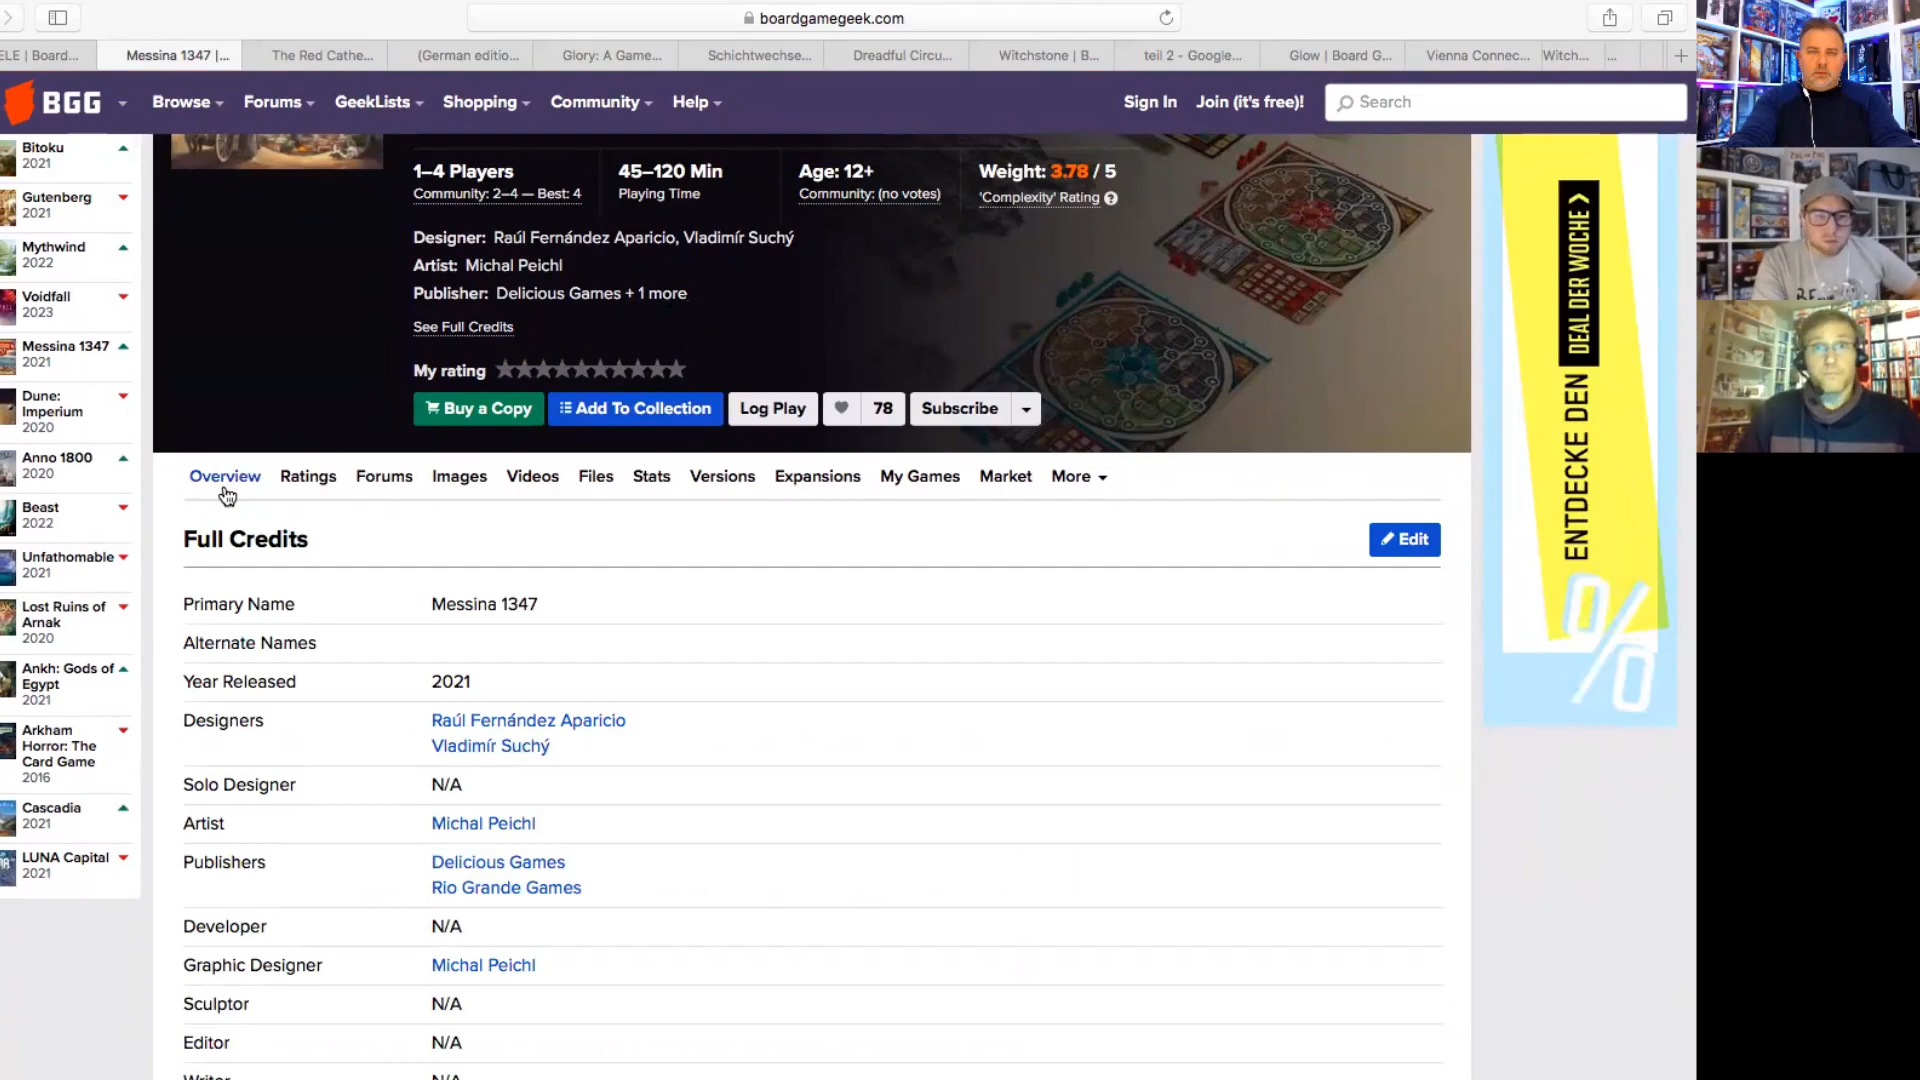 boardgamegeek.com
ELE | Board...
Messina 1347 |...
The Red Cathe...
(German editio...
Glory: A Game...
Schichtwechse...
Dreadful Circu...
Witchstone | B...
teil 2 - Google...
Glow | Board G...
Vienna Connec...
Witch...
...
BGG
Browse
Forums
GeekLists
Shopping
Community
Help
Sign In
Join (it's free!)
Search
Bitoku
2021
Gutenberg
2021
Mythwind
2022
Voidfall
2023
Messina 1347
2021
Dune:
Imperium
2020
Anno 1800
2020
Beast
2022
Unfathomable
2021
Lost Ruins of
Arnak
2020
Ankh: Gods of
Egypt
2021
Arkham
Horror: The
Card Game
2016
Cascadia
2021
LUNA Capital
2021
1–4 Players
Community: 2–4 — Best: 4
45–120 Min
Playing Time
Age: 12+
Community: (no votes)
Weight: 3.78 / 5
'Complexity' Rating
Designer: Raúl Fernández Aparicio, Vladimír Suchý
Artist: Michal Peichl
Publisher: Delicious Games + 1 more
See Full Credits
My rating
Buy a Copy
Add To Collection
Log Play
78
Subscribe
Overview
Ratings
Forums
Images
Videos
Files
Stats
Versions
Expansions
My Games
Market
More
Full Credits
Edit
Primary Name
Messina 1347
Alternate Names
Year Released
2021
Designers
Raúl Fernández Aparicio
Vladimír Suchý
Solo Designer
N/A
Artist
Michal Peichl
Publishers
Delicious Games
Rio Grande Games
Developer
N/A
Graphic Designer
Michal Peichl
Sculptor
N/A
Editor
N/A
Writer
N/A
ENTDECKE DEN DEAL DER WOCHE >
%